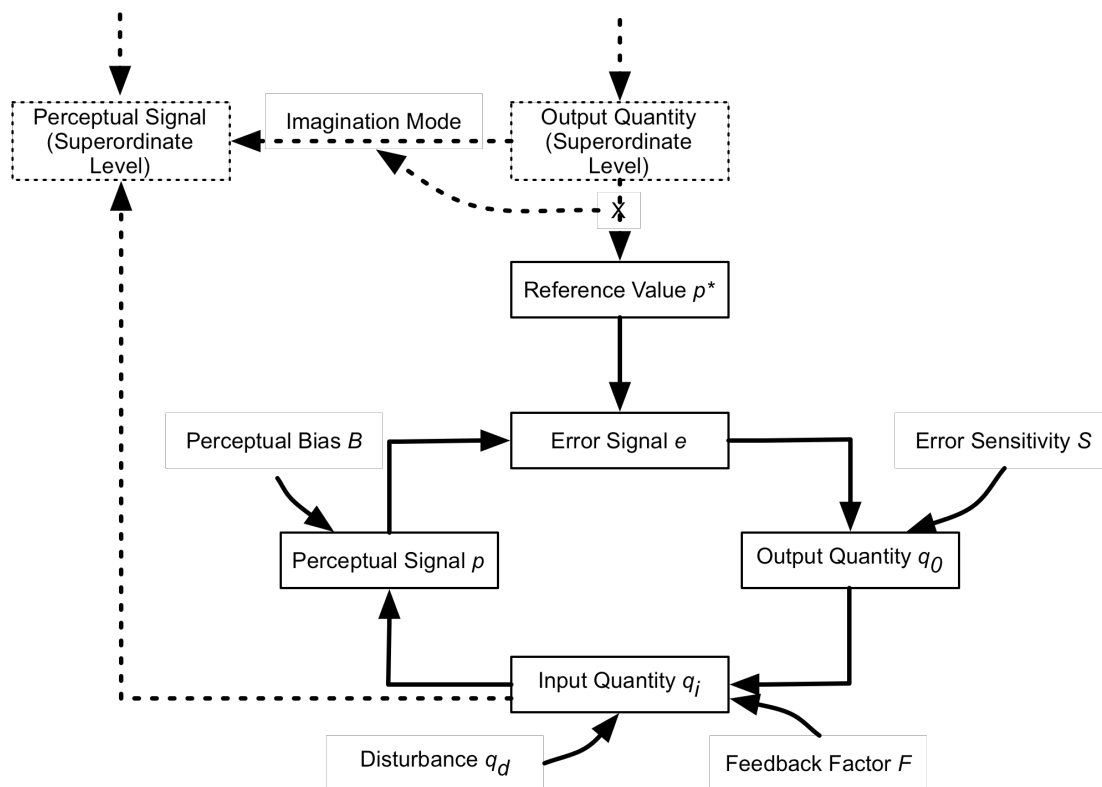 Perceptual Signal
(Superordinate
Level)
Imagination Mode
Output Quantity
(Superordinate
Level)
X
Reference Value p*
Perceptual Bias B
Error Signal e
Error Sensitivity S
Perceptual Signal p
Output Quantity q0
Input Quantity qi
Disturbance qd
Feedback Factor F